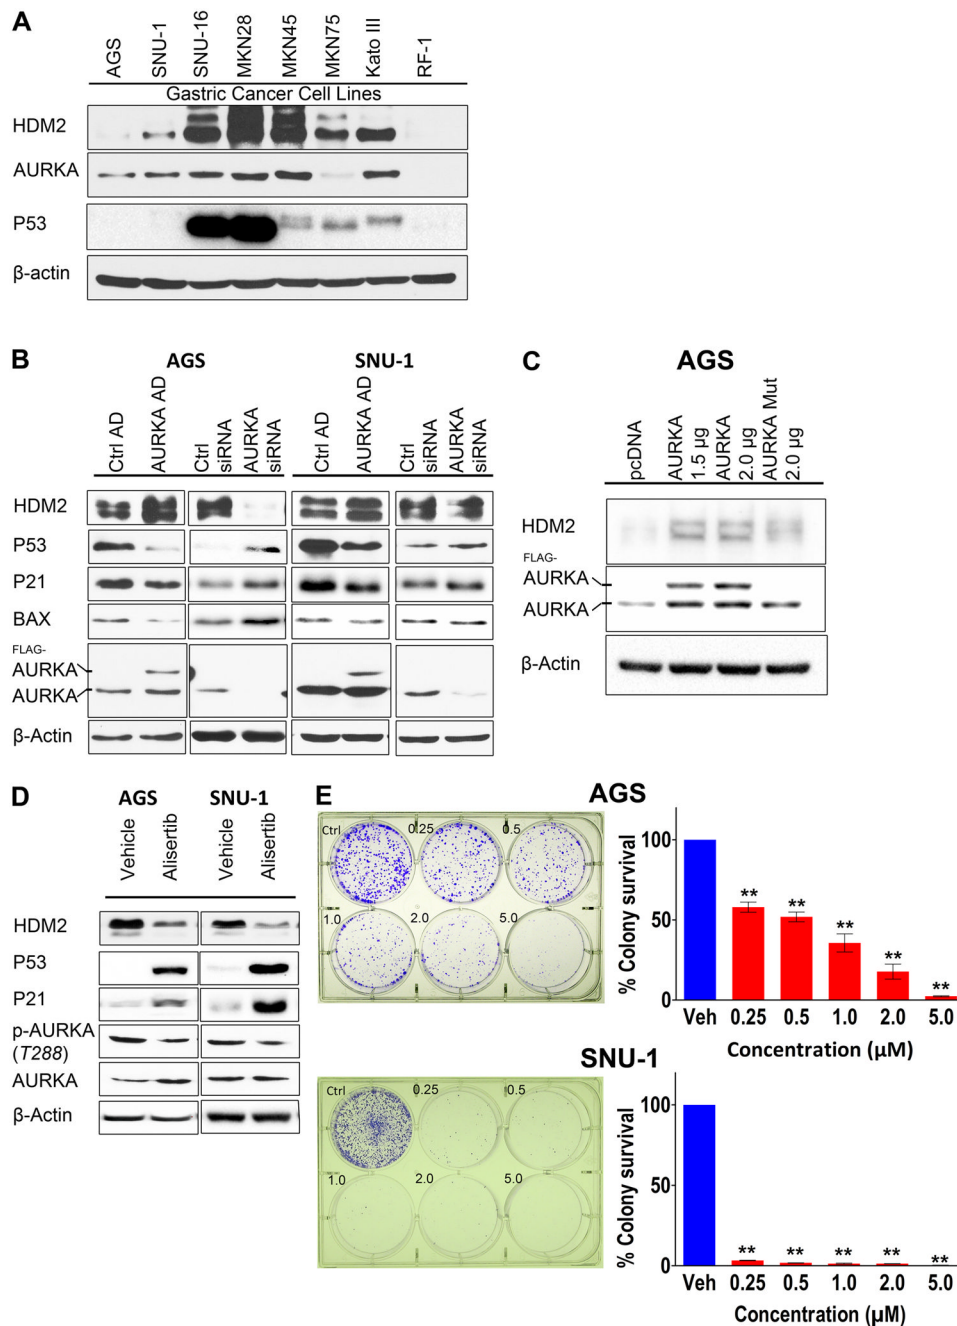 A
AGS
SNU-1
SNU-16
MKN28
MKN45
MKN75
Kato III
RF-1
Gastric Cancer Cell Lines
HDM2
AURKA
P53
β-actin
B
AGS
SNU-1
Ctrl AD
AURKA AD
Ctrl siRNA
AURKA siRNA
Ctrl AD
AURKA AD
Ctrl siRNA
AURKA siRNA
HDM2
P53
P21
BAX
FLAG-
AURKA
AURKA
β-Actin
C
AGS
pcDNA
AURKA 1.5 µg
AURKA 2.0 µg
AURKA Mut 2.0 µg
HDM2
FLAG-
AURKA
AURKA
β-Actin
D
AGS
SNU-1
Vehicle
Alisertib
Vehicle
Alisertib
HDM2
P53
P21
p-AURKA
(T288)
AURKA
β-Actin
E
AGS
Ctrl
0.25
0.5
1.0
2.0
5.0
% Colony survival
100
50
0
** ** ** ** **
Veh 0.25 0.5 1.0 2.0 5.0
Concentration (µM)
SNU-1
Ctrl
0.25
0.5
1.0
2.0
5.0
% Colony survival
100
50
0
** ** ** ** **
Veh 0.25 0.5 1.0 2.0 5.0
Concentration (µM)